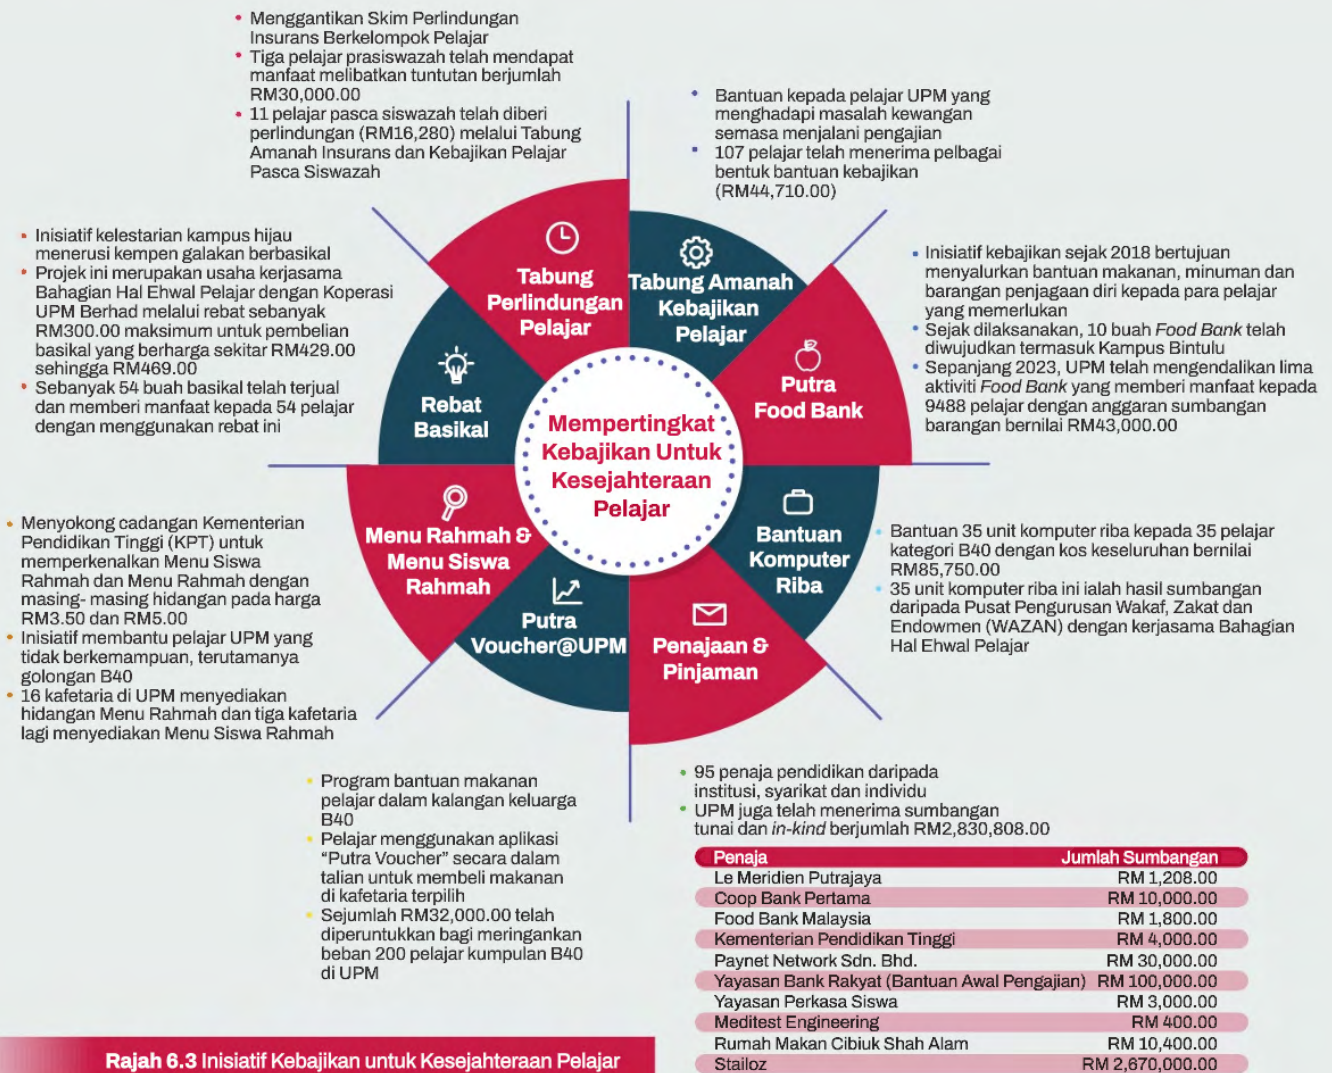 • Menggantikan Skim Perlindungan
Insurans Berkelompok Pelajar
• Tiga pelajar prasiswazah telah mendapat
manfaat melibatkan tuntutan berjumlah
RM30,000.00
• 11 pelajar pasca siswazah telah diberi
perlindungan (RM16,280) melalui Tabung
Amanah Insurans dan Kebajikan Pelajar
Pasca Siswazah
• Bantuan kepada pelajar UPM yang
menghadapi masalah kewangan
semasa menjalani pengajian
• 107 pelajar telah menerima pelbagai
bentuk bantuan kebajikan
(RM44,710.00)
• Inisiatif kelestarian kampus hijau
menerusi kempen galakan berbasikal
• Projek ini merupakan usaha kerjasama
Bahagian Hal Ehwal Pelajar dengan Koperasi
UPM Berhad melalui rebat sebanyak
RM300.00 maksimum untuk pembelian
basikal yang berharga sekitar RM429.00
sehingga RM469.00
• Sebanyak 54 buah basikal telah terjual
dan memberi manfaat kepada 54 pelajar
dengan menggunakan rebat ini
Tabung
Perlindungan
Pelajar
Tabung Amanah
Kebajikan
Pelajar
Rebat
Basikal
Putra
Food Bank
Mempertingkat
Kebajikan Untuk
Kesejahteraan
Pelajar
Menu Rahmah &
Menu Siswa
Rahmah
Bantuan
Komputer
Riba
Putra
Voucher@UPM
Penajaan &
Pinjaman
• Inisiatif kebajikan sejak 2018 bertujuan
menyalurkan bantuan makanan, minuman dan
barangan penjagaan diri kepada para pelajar
yang memerlukan
• Sejak dilaksanakan, 10 buah Food Bank telah
diwujudkan termasuk Kampus Bintulu
• Sepanjang 2023, UPM telah mengendalikan lima
aktiviti Food Bank yang memberi manfaat kepada
9488 pelajar dengan anggaran sumbangan
barangan bernilai RM43,000.00
• Menyokong cadangan Kementerian
Pendidikan Tinggi (KPT) untuk
memperkenalkan Menu Siswa
Rahmah dan Menu Rahmah dengan
masing- masing hidangan pada harga
RM3.50 dan RM5.00
• Inisiatif membantu pelajar UPM yang
tidak berkemampuan, terutamanya
golongan B40
• 16 kafetaria di UPM menyediakan
hidangan Menu Rahmah dan tiga kafetaria
lagi menyediakan Menu Siswa Rahmah
• Bantuan 35 unit komputer riba kepada 35 pelajar
kategori B40 dengan kos keseluruhan bernilai
RM85,750.00
• 35 unit komputer riba ini ialah hasil sumbangan
daripada Pusat Pengurusan Wakaf, Zakat dan
Endowmen (WAZAN) dengan kerjasama Bahagian
Hal Ehwal Pelajar
• Program bantuan makanan
pelajar dalam kalangan keluarga
B40
• Pelajar menggunakan aplikasi
“Putra Voucher” secara dalam
talian untuk membeli makanan
di kafetaria terpilih
• Sejumlah RM32,000.00 telah
diperuntukkan bagi meringankan
beban 200 pelajar kumpulan B40
di UPM
• 95 penaja pendidikan daripada
institusi, syarikat dan individu
• UPM juga telah menerima sumbangan
tunai dan in-kind berjumlah RM2,830,808.00
Penaja Jumlah Sumbangan
Le Meridien Putrajaya RM 1,208.00
Coop Bank Pertama RM 10,000.00
Food Bank Malaysia RM 1,800.00
Kementerian Pendidikan Tinggi RM 4,000.00
Paynet Network Sdn. Bhd. RM 30,000.00
Yayasan Bank Rakyat (Bantuan Awal Pengajian) RM 100,000.00
Yayasan Perkasa Siswa RM 3,000.00
Meditest Engineering RM 400.00
Rumah Makan Cibiuk Shah Alam RM 10,400.00
Stailoz RM 2,670,000.00
Rajah 6.3 Inisiatif Kebajikan untuk Kesejahteraan Pelajar